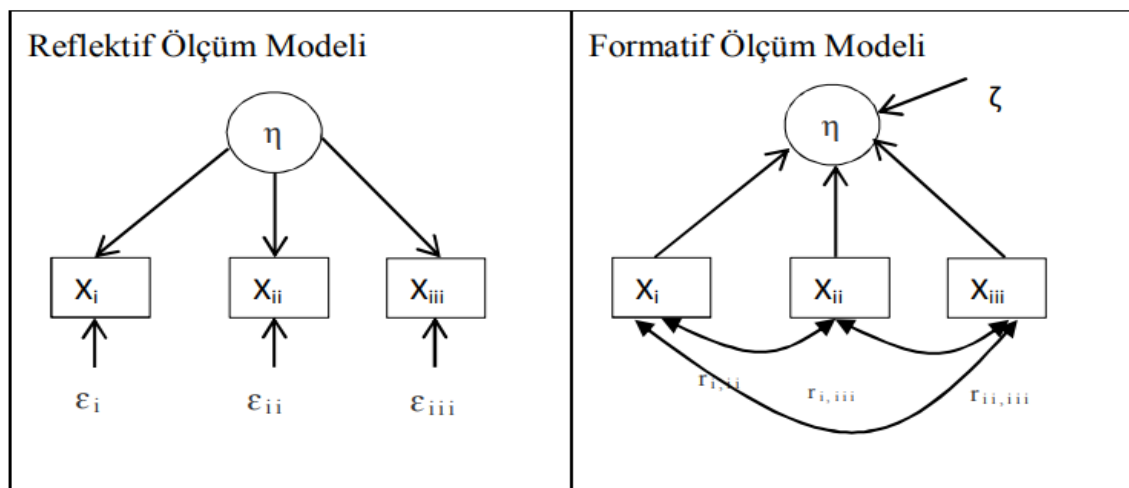 Reflektif Ölçüm Modeli
η
Xi Xii Xiii
εi εii εiii
Formatif Ölçüm Modeli
ζ
η
Xi Xii Xiii
ri,ii ri,iii rii,iii